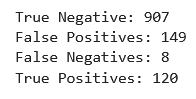 True Negative: 907
False Positives: 149
False Negatives: 8
True Positives: 120